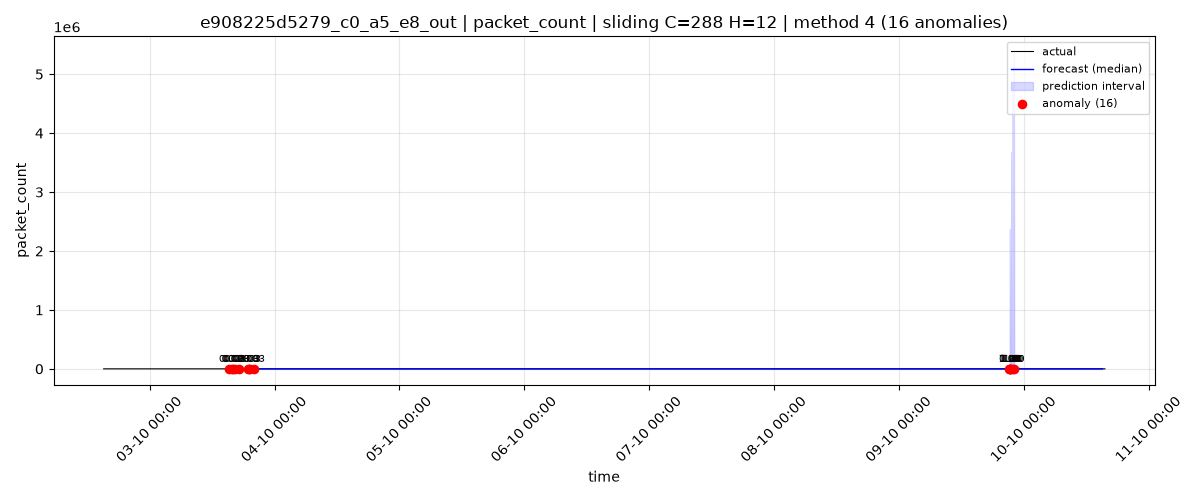 e908225d5279_c0_a5_e8_out | packet_count | sliding C=288 H=12 | method 4 (16 anomalies)
1e6
actual
forecast (median)
prediction interval
anomaly (16)
5
4
3
2
1
0
packet_count
03-10 00:00
04-10 00:00
05-10 00:00
06-10 00:00
07-10 00:00
08-10 00:00
09-10 00:00
10-10 00:00
11-10 00:00
time